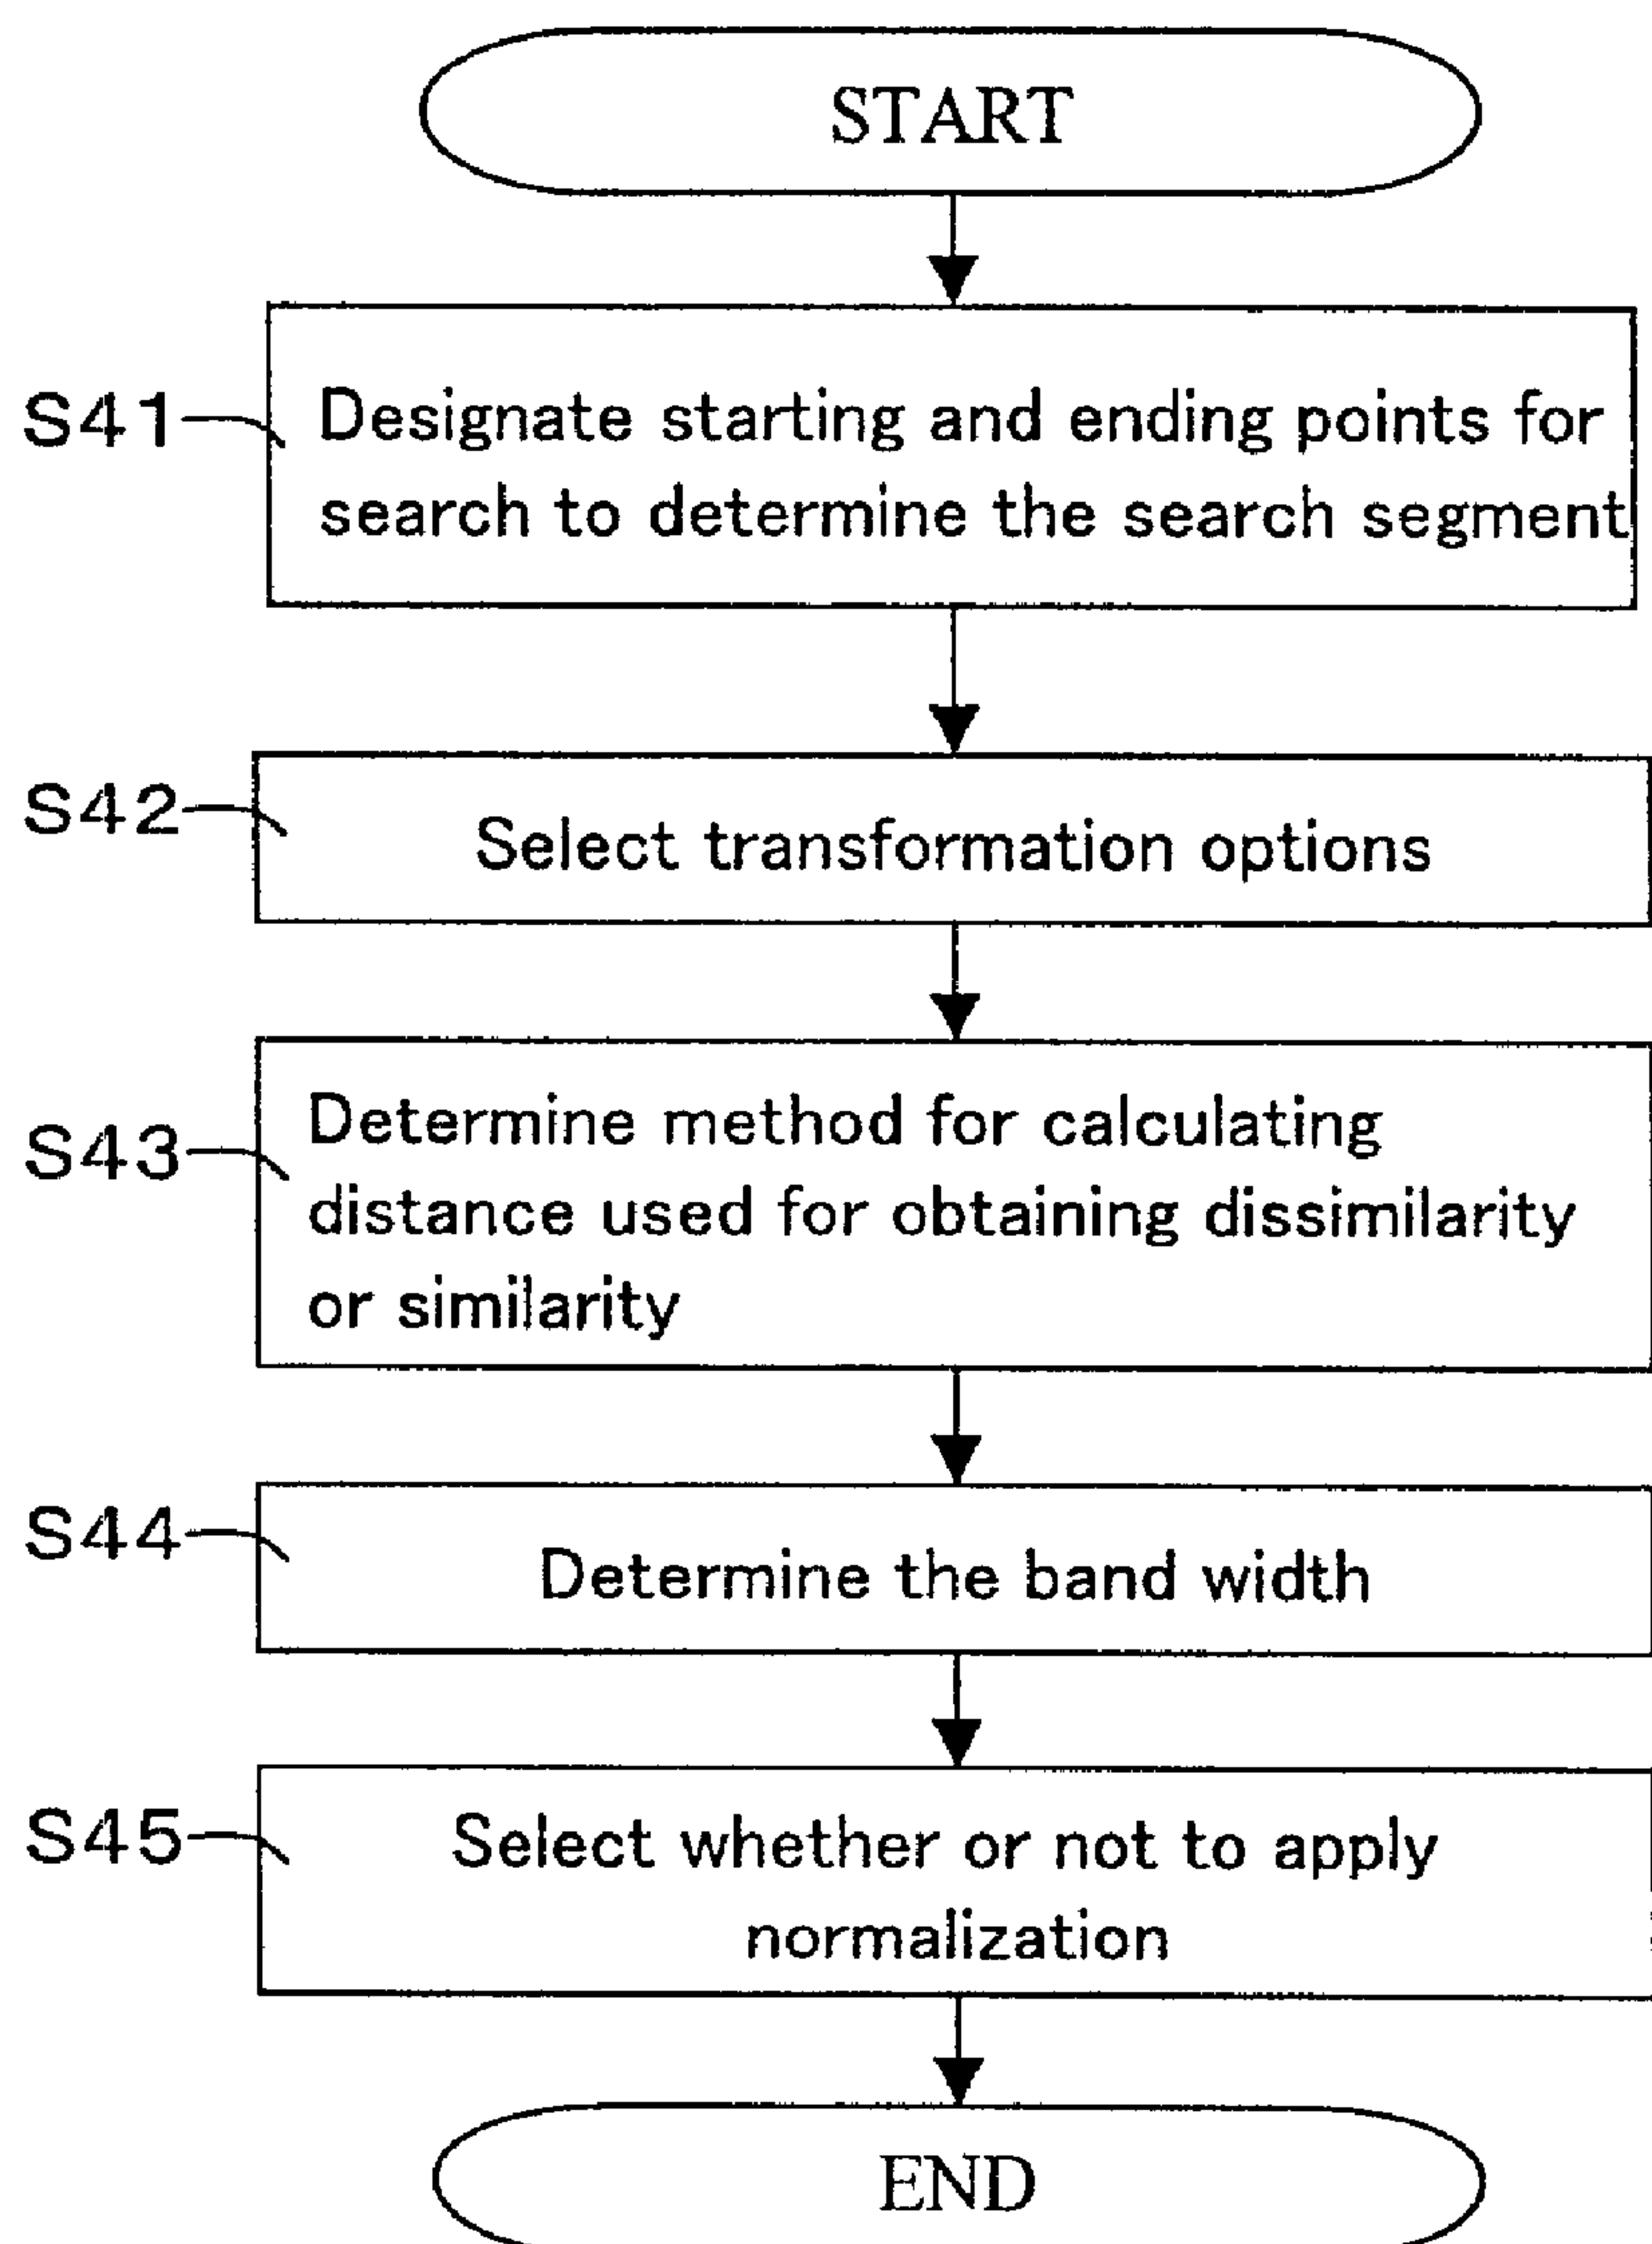 START
S41
Designate starting and ending points for
search to determine the search segment
S42
Select transformation options
S43
Determine method for calculating
distance used for obtaining dissimilarity
or similarity
S44
Determine the band width
S45
Select whether or not to apply
normalization
END